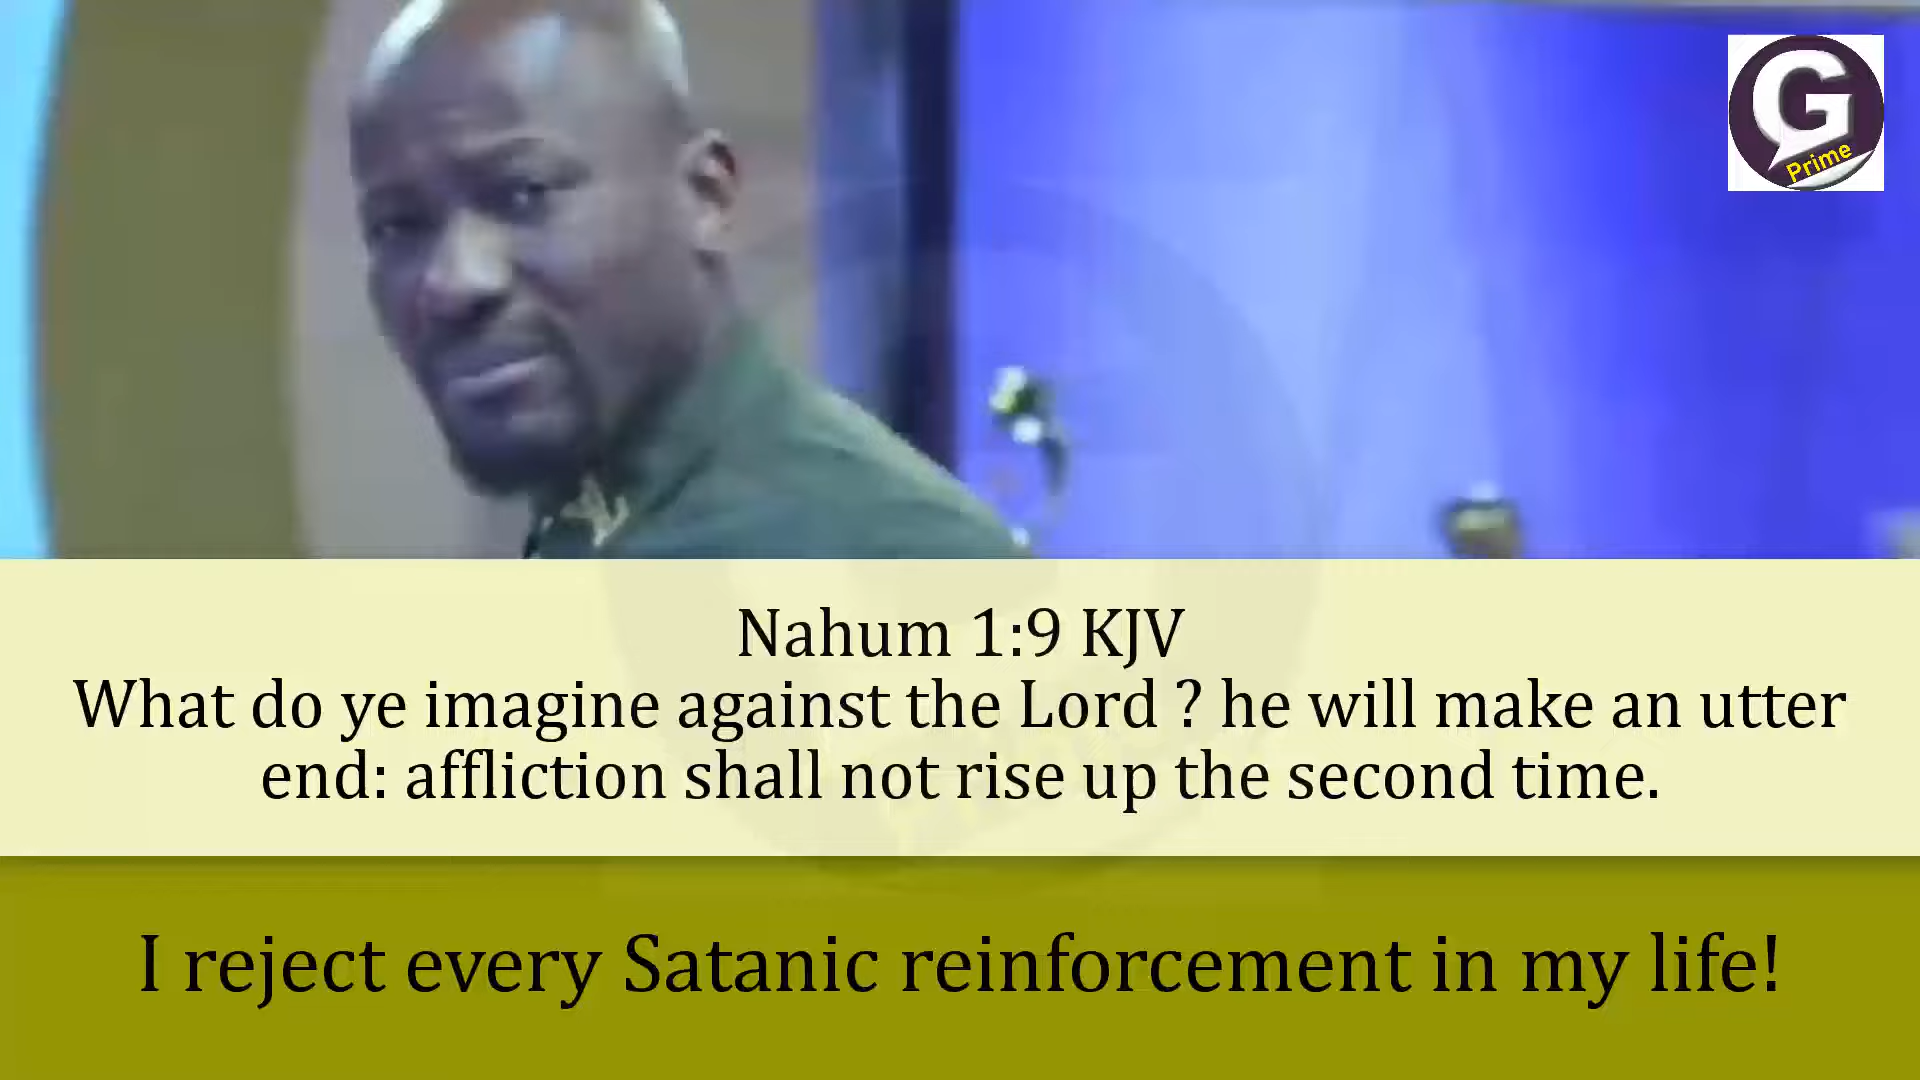 G
Prime
Nahum 1:9 KJV
What do ye imagine against the Lord ? he will make an utter
end: affliction shall not rise up the second time.
I reject every Satanic reinforcement in my life!